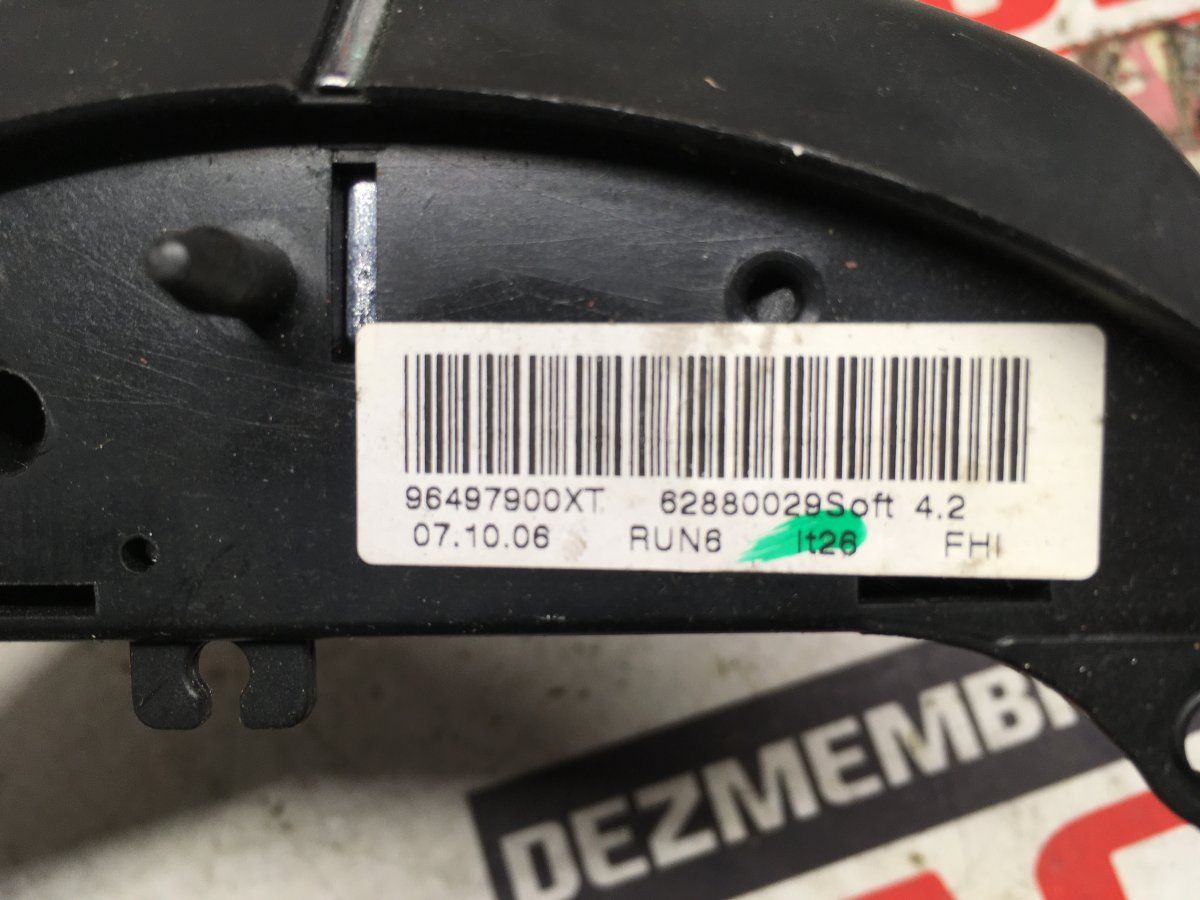 96497900XT 62880029Soft 4.2
07.10.06 RUN6 lt26 FHI
DEZMEMBR